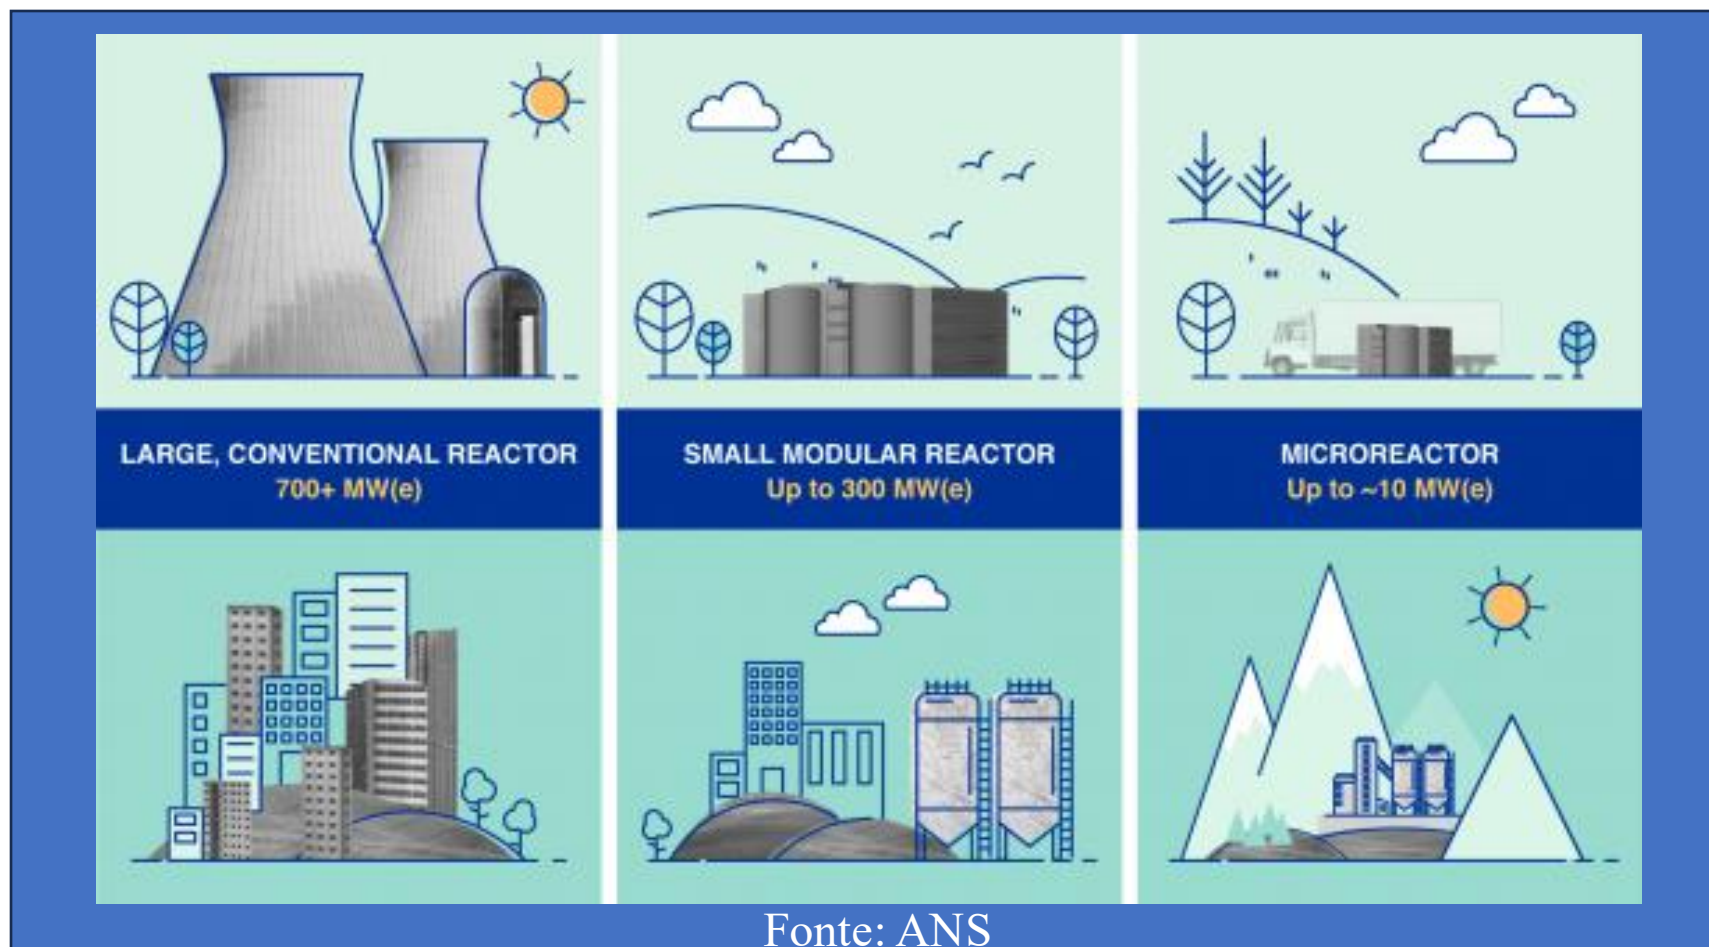 LARGE, CONVENTIONAL REACTOR
700+ MW(e)
SMALL MODULAR REACTOR
Up to 300 MW(e)
MICROREACTOR
Up to ~10 MW(e)
Fonte: ANS